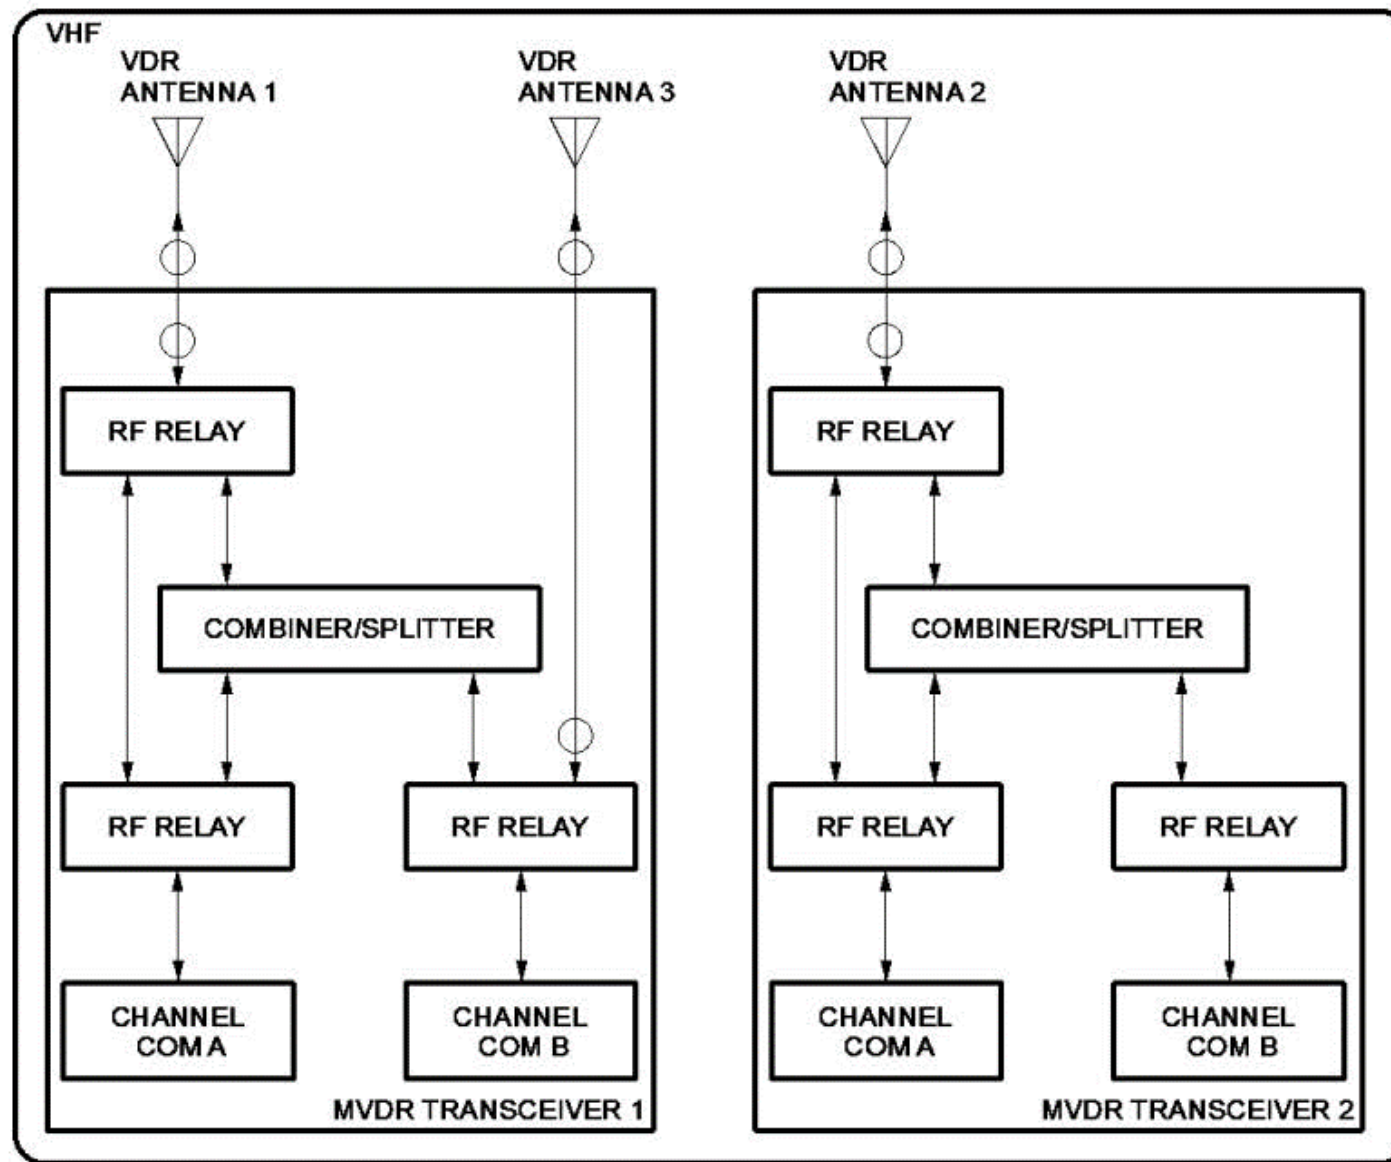 VHF
VDR
ANTENNA 1
VDR
ANTENNA 3
VDR
ANTENNA 2
RF RELAY
COMBINER/SPLITTER
RF RELAY
RF RELAY
CHANNEL
COM A
CHANNEL
COM B
MVDR TRANSCEIVER 1
RF RELAY
COMBINER/SPLITTER
RF RELAY
RF RELAY
CHANNEL
COM A
CHANNEL
COM B
MVDR TRANSCEIVER 2